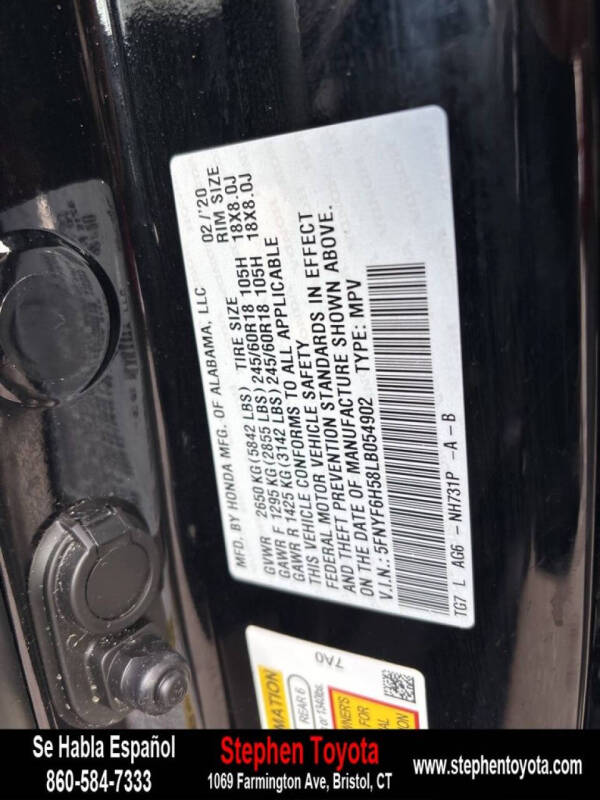 MFD. BY HONDA MFG. OF ALABAMA, LLC 02/'20
GVWR 2650 KG(5842 LBS) TIRE SIZE RIM SIZE
GAWR F 1295 KG(2855 LBS) 245/60R18 105H 18X8.0J
GAWR R 1425 KG(3142 LBS) 245/60R18 105H 18X8.0J
THIS VEHICLE CONFORMS TO ALL APPLICABLE
FEDERAL MOTOR VEHICLE SAFETY
AND THEFT PREVENTION STANDARDS IN EFFECT
ON THE DATE OF MANUFACTURE SHOWN ABOVE.
V.I.N.: 5FNYF6H58LB054902 TYPE: MPV
TG7 L AG6 -NH731P -A -B
7A0
REAR 6
Se Habla Español
860-584-7333
Stephen Toyota
1069 Farmington Ave, Bristol, CT
www.stephentoyota.com